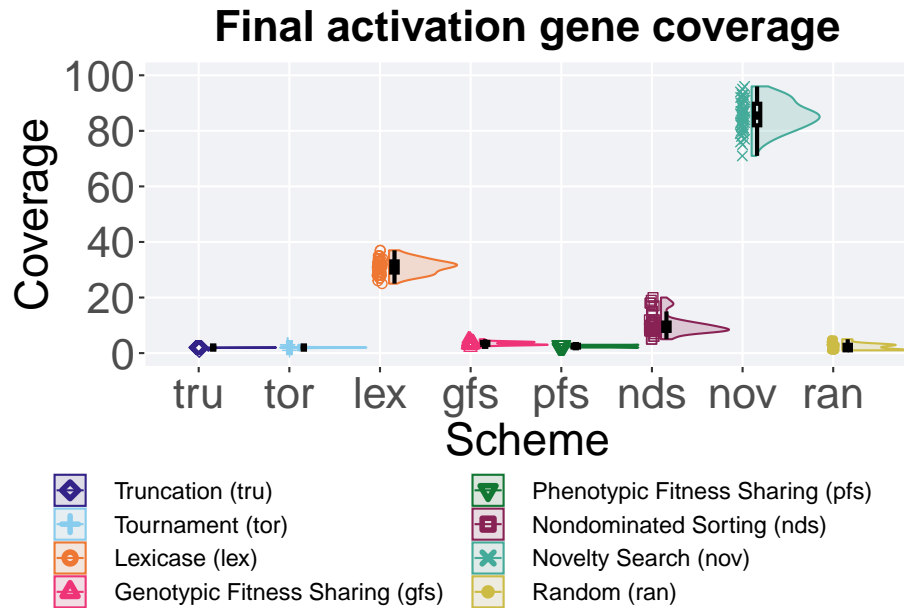 Final activation gene coverage
100
80
60
40
20
0
Coverage
tru tor lex gfs pfs nds nov ran
Scheme
Truncation (tru)
Tournament (tor)
Lexicase (lex)
Genotypic Fitness Sharing (gfs)
Phenotypic Fitness Sharing (pfs)
Nondominated Sorting (nds)
Novelty Search (nov)
Random (ran)